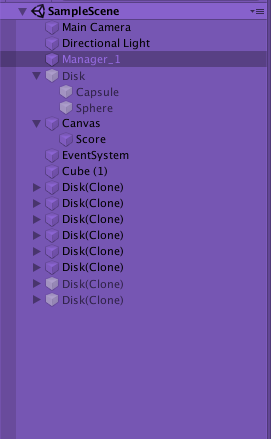 SampleScene
Main Camera
Directional Light
Manager_1
Disk
Capsule
Sphere
Canvas
Score
EventSystem
Cube (1)
Disk(Clone)
Disk(Clone)
Disk(Clone)
Disk(Clone)
Disk(Clone)
Disk(Clone)
Disk(Clone)
Disk(Clone)